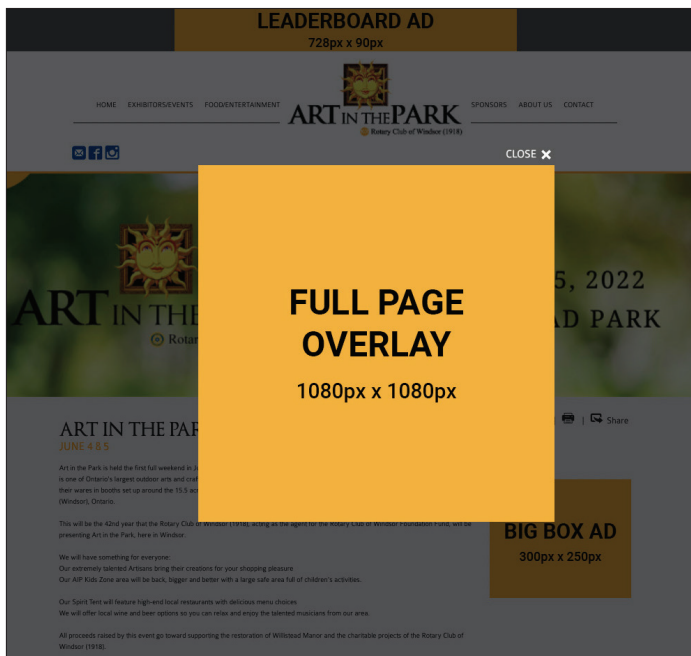 LEADERBOARD AD
728px x 90px
HOME EXHIBITORS/EVENTS FOOD/ENTERTAINMENT
ART IN THE PARK
Rotary Club of Windsor (1918)
SPONSORS ABOUT US CONTACT
CLOSE
ART IN THE
Rotar
5, 2022
AD PARK
FULL PAGE
OVERLAY
1080px x 1080px
ART IN THE PAR
JUNE 4 & 5
| | Share
Art in the Park is held the first full weekend in J
is one of Ontario's largest outdoor arts and craf
their wares in booths set up around the 15.5 acr
(Windsor), Ontario.
This will be the 42nd year that the Rotary Club of Windsor (1918), acting as the agent for the Rotary Club of Windsor Foundation Fund, will be
presenting Art in the Park, here in Windsor.
We will have something for everyone:
Our extremely talented Artisans bring their creations for your shopping pleasure
Our AIP Kids Zone area will be back, bigger and better with a large safe area full of children's activities.
Our Spirit Tent will feature high-end local restaurants with delicious menu choices
We will offer local wine and beer options so you can relax and enjoy the talented musicians from our area.
All proceeds raised by this event go toward supporting the restoration of Willistead Manor and the charitable projects of the Rotary Club of
Windsor (1918).
BIG BOX AD
300px x 250px